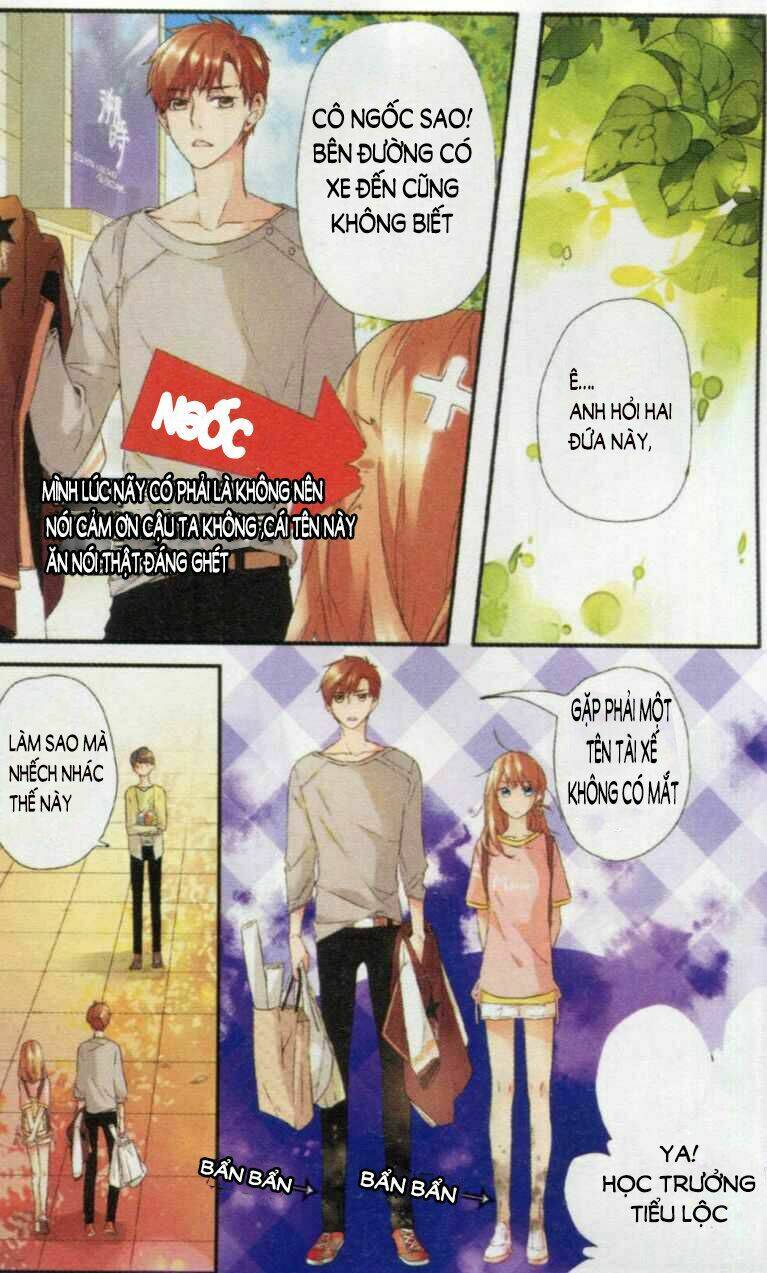 湘時
CÔ NGỐC SAO!
BÊN ĐƯỜNG CÓ
XE ĐẾN CŨNG
KHÔNG BIẾT
NGỐC
MÌNH LÚC NÃY CÓ PHẢI LÀ KHÔNG NÊN
NÓI CẢM ƠN CẬU TA KHÔNG ,CÁI TÊN NÀY
ĂN NÓI THẬT ĐÁNG GHÉT
Ê....
ANH HỎI HAI
ĐỨA NÀY,
LÀM SAO MÀ
NHẾCH NHÁC
THẾ NÀY
GẶP PHẢI MỘT
TÊN TÀI XẾ
KHÔNG CÓ MẮT
BẨN BẨN
BẨN BẨN
YA!
HỌC TRƯỞNG
TIỂU LỘC